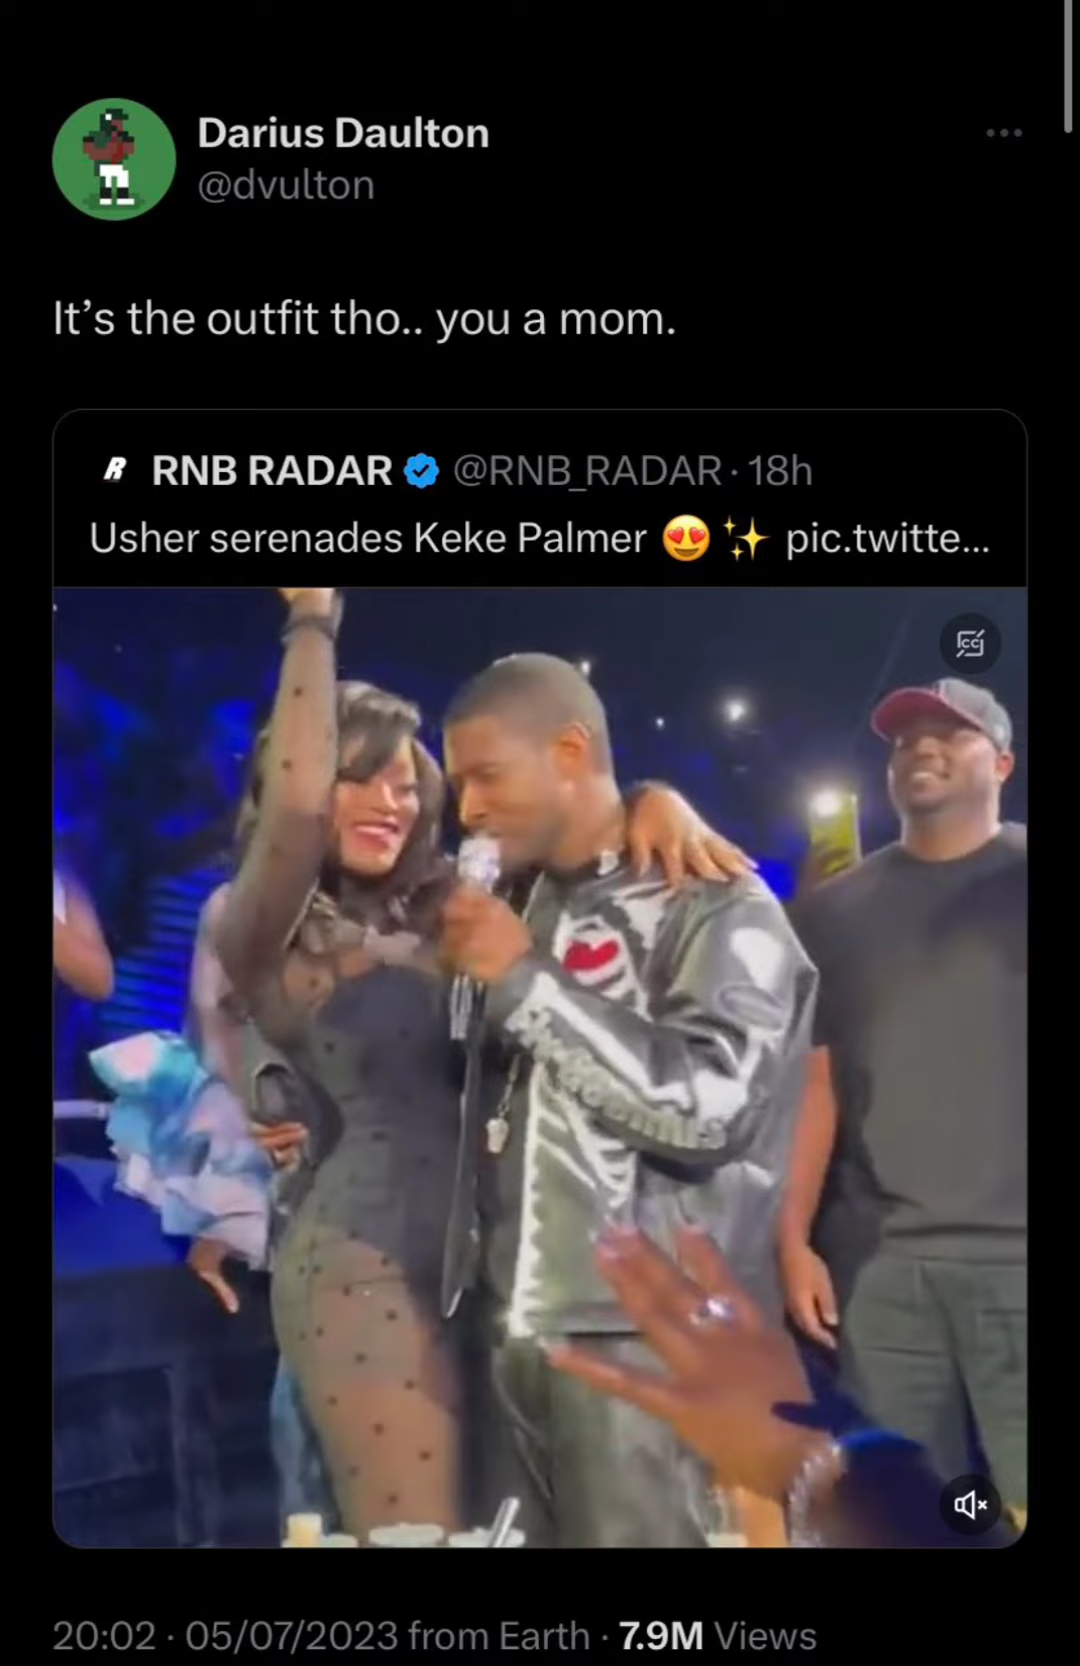 Darius Daulton
@dvulton
It’s the outfit tho.. you a mom.
R RNB RADAR @RNB_RADAR · 18h
Usher serenades Keke Palmer 😍 ✨ pic.twitte...
CC
20:02 · 05/07/2023 from Earth · 7.9M Views